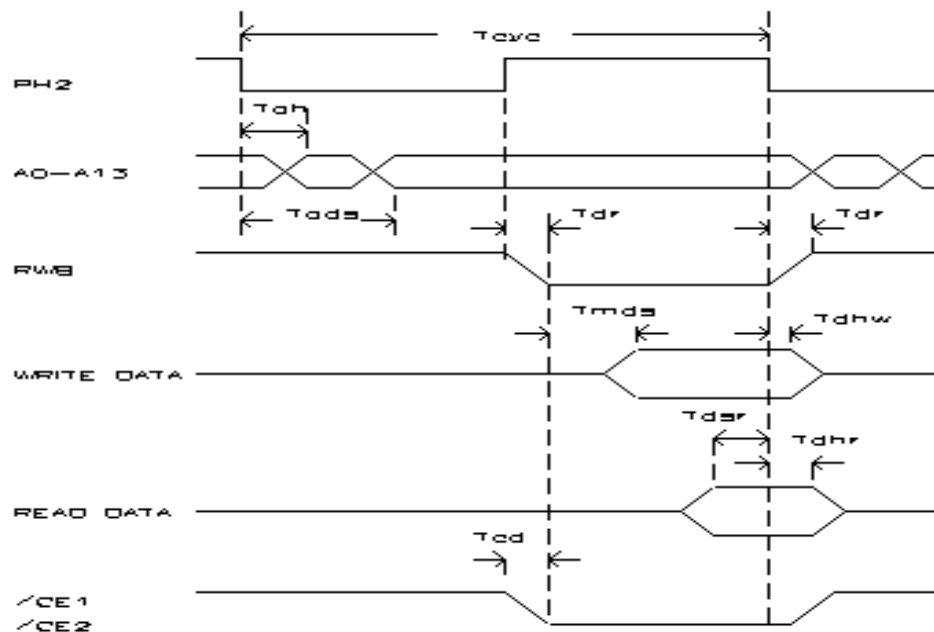 Tcyc
PH2
Tah
A0-A13
Tads Tdr Tdr
RWB
Tmds Tdhw
WRITE DATA
Tdsr
Tdhr
READ DATA
Tcd
/CE1
/CE2